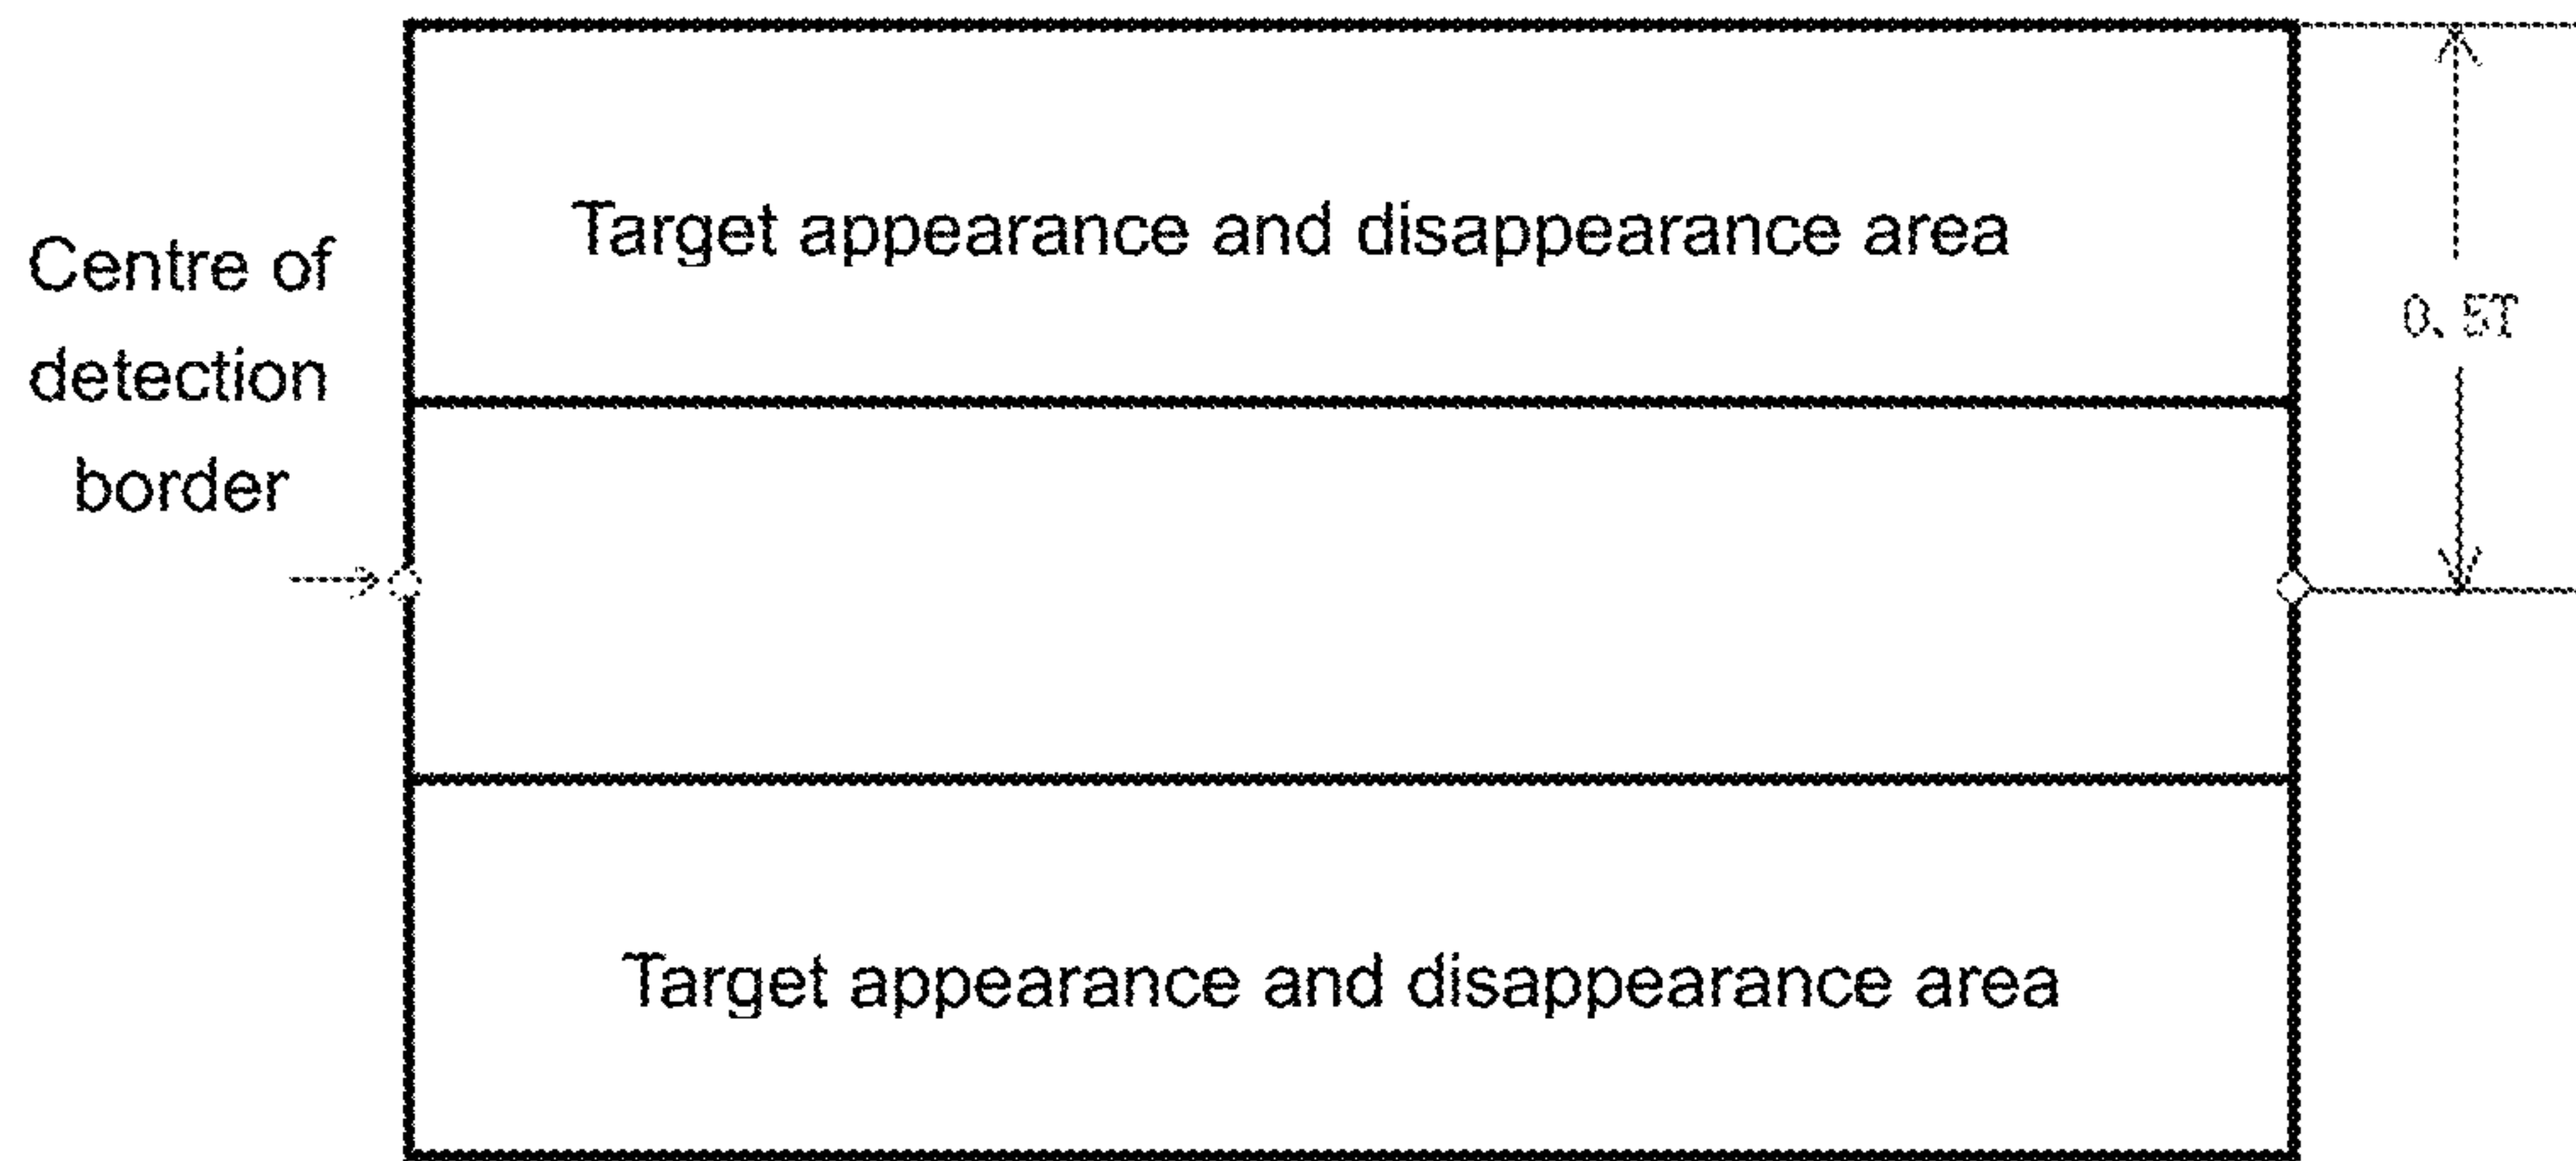 Target appearance and disappearance area
Centre of
detection
border
0.5T
Target appearance and disappearance area